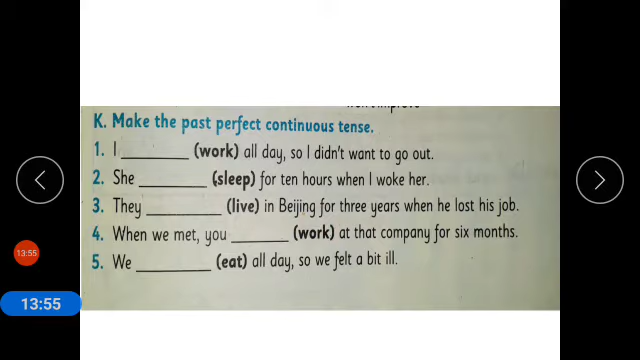 K. Make the past perfect continuous tense.
1. I ________ (work) all day, so I didn't want to go out.
2. She ________ (sleep) for ten hours when I woke her.
3. They ________ (live) in Beijing for three years when he lost his job.
4. When we met, you ________ (work) at that company for six months.
13:55
13:55
5. We ________ (eat) all day, so we felt a bit ill.